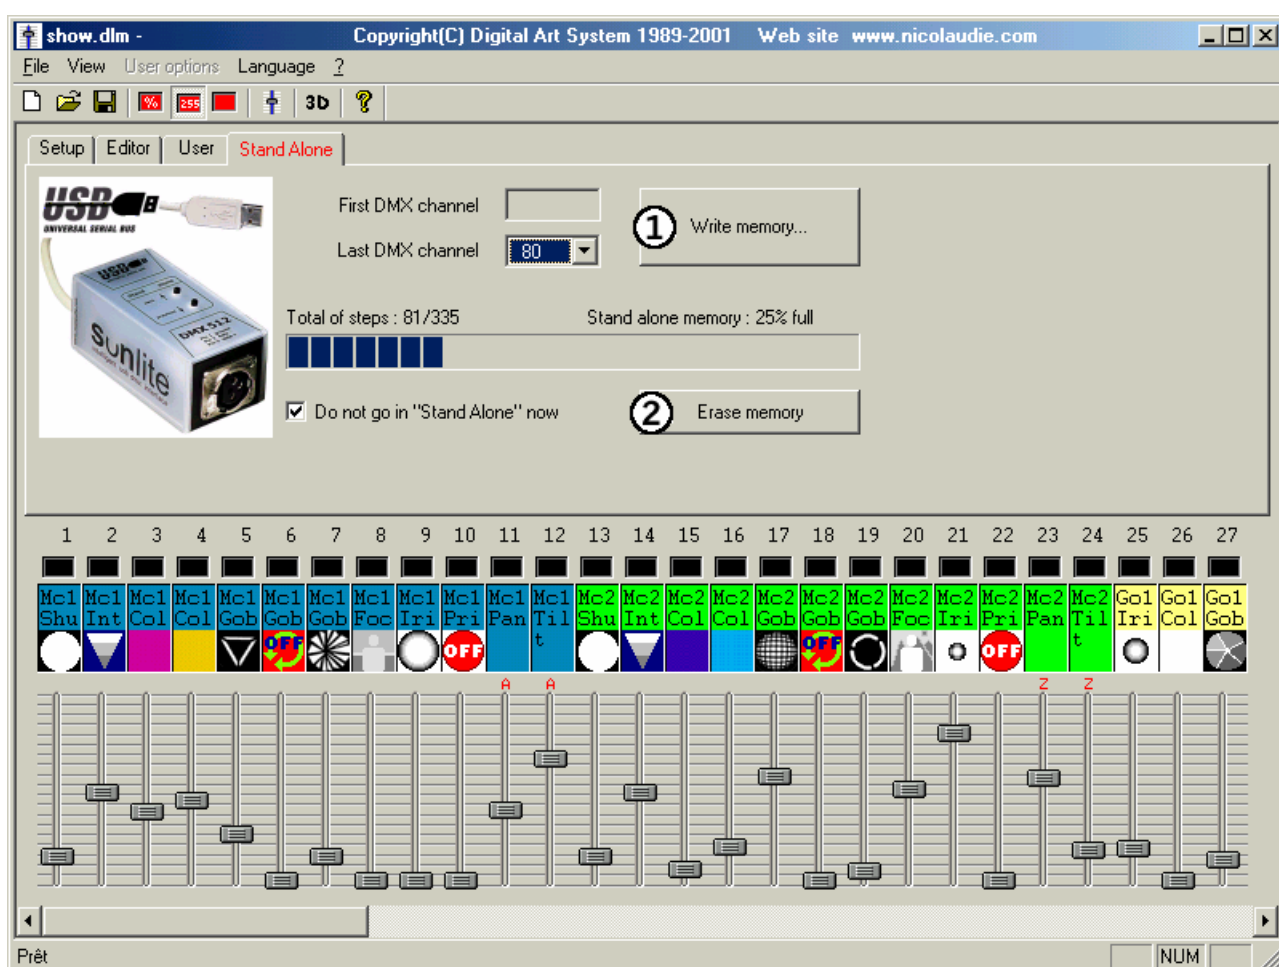 show.dlm - Copyright(C) Digital Art System 1989-2001 Web site www.nicolaudie.com
File View User options Language ?
% 255 3D ?
Setup Editor User Stand Alone
USB
UNIVERSAL SERIAL BUS
USB
DMX512
Sunlite
First DMX channel
1 Write memory...
Last DMX channel 80
Total of steps : 81/335 Stand alone memory : 25% full
Do not go in "Stand Alone" now
2 Erase memory
1 2 3 4 5 6 7 8 9 10 11 12 13 14 15 16 17 18 19 20 21 22 23 24 25 26 27
Mc1 Mc1 Mc1 Mc1 Mc1 Mc1 Mc1 Mc1 Mc1 Mc1 Mc1 Mc1 Mc2 Mc2 Mc2 Mc2 Mc2 Mc2 Mc2 Mc2 Mc2 Mc2 Mc2 Mc2 Go1 Go1 Go1
Shu Int Col Col Gob Gob Gob Foc Iri Pri Pan Til Shu Int Col Col Gob Gob Gob Foc Iri Pri Pan Til Iri Col Gob
OFF OFF t OFF OFF t
A A Z Z
Prêt NUM